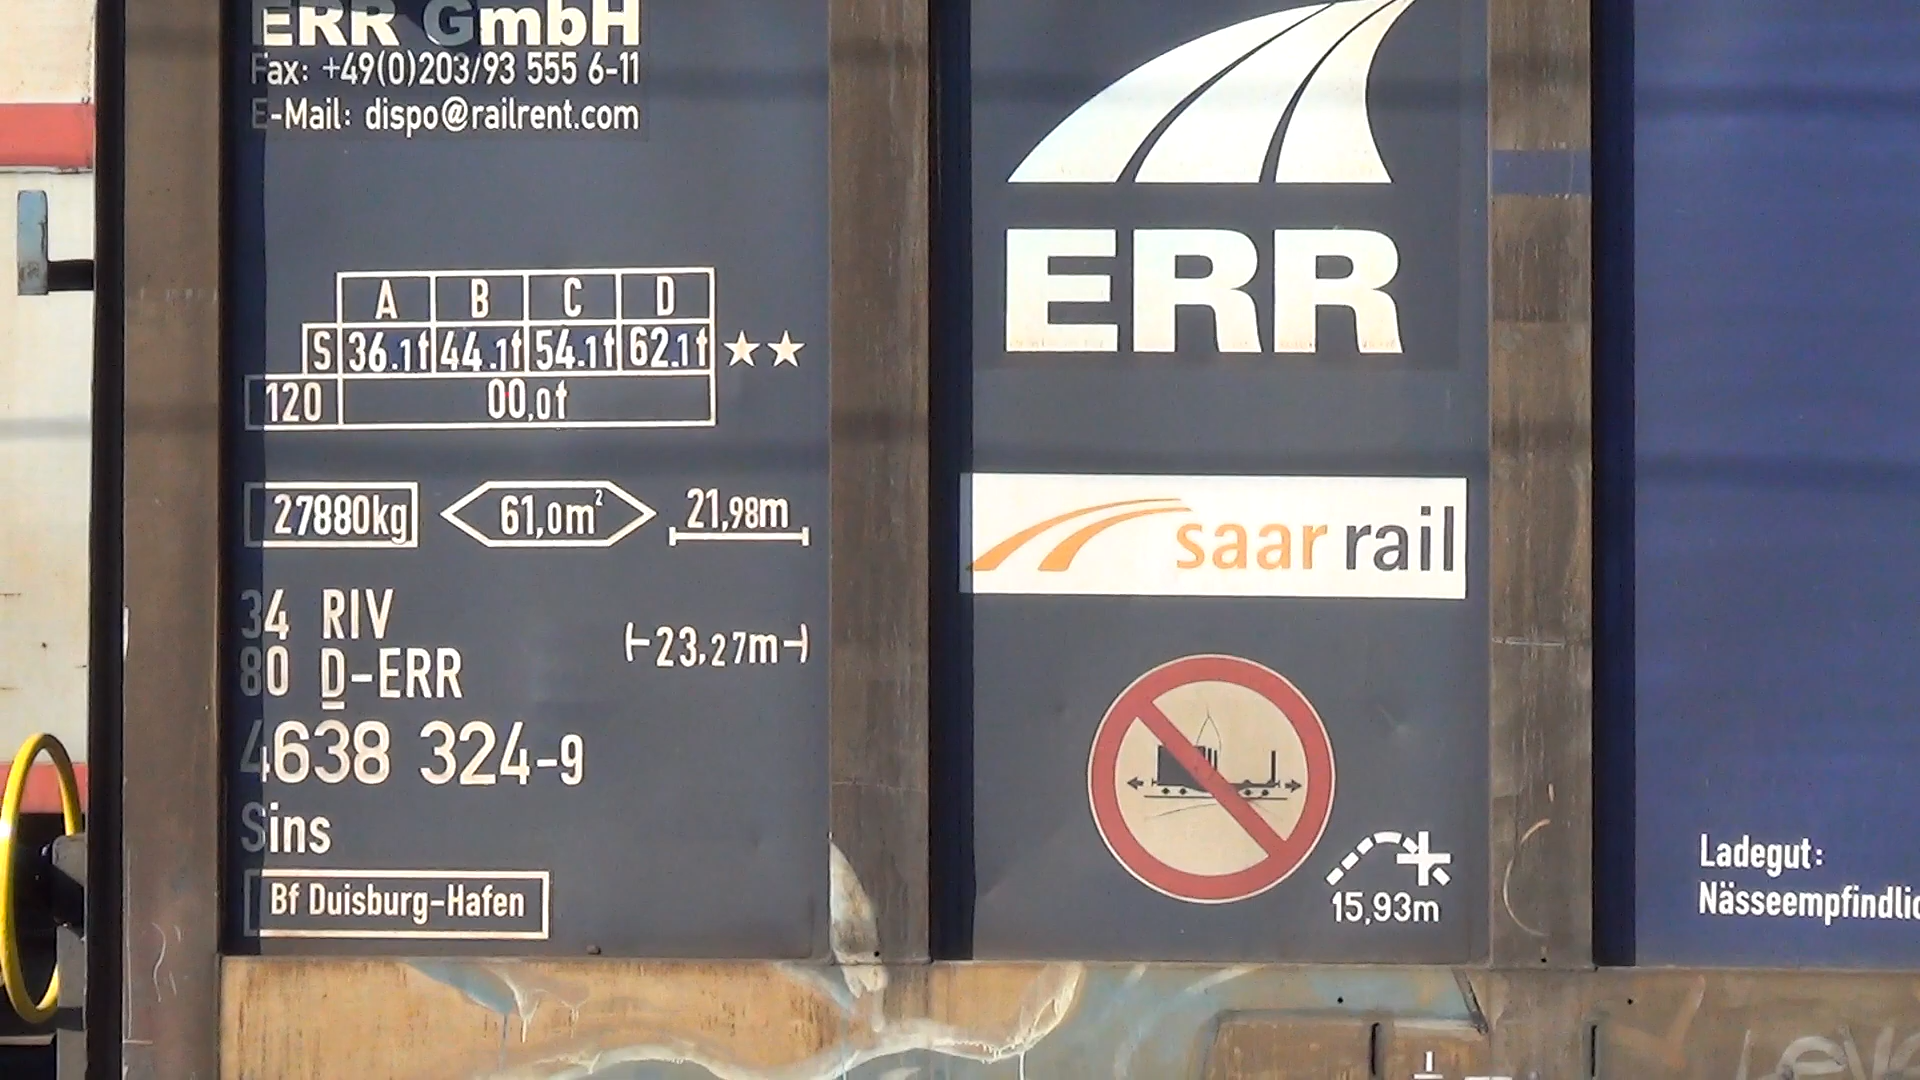 ERR GmbH
Fax: +49(0)203/93 555 6-11
E-Mail: dispo@railrent.com
A B C D
S 36.1t 44.1t 54.1t 62.1t ★★
120 00,0t
27880kg 61,0m² 21,98m
34 RIV
80 D-ERR
23,27m
4638 324-9
Sins
Bf Duisburg-Hafen
ERR
saar rail
15,93m
Ladegut: